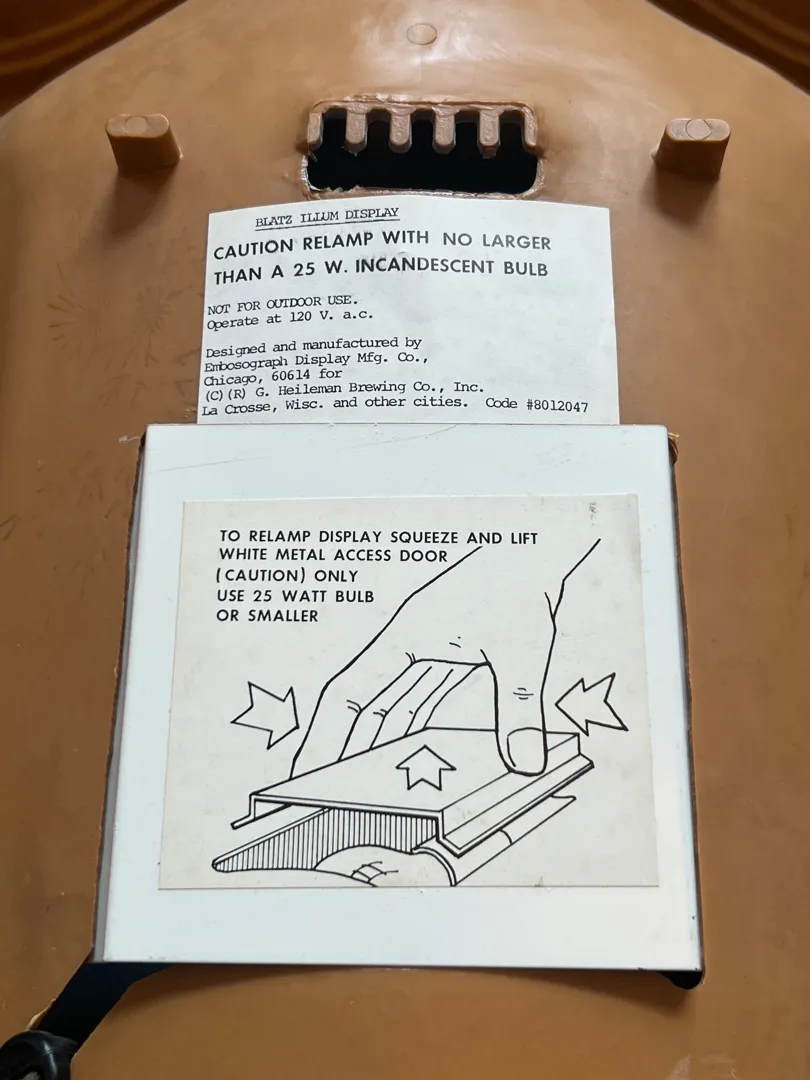 BLATZ ILLUM DISPLAY
CAUTION RELAMP WITH NO LARGER
THAN A 25 W. INCANDESCENT BULB
NOT FOR OUTDOOR USE.
Operate at 120 V. a.c.
Designed and manufactured by
Embosograph Display Mfg. Co.,
Chicago, 60614 for
(C)(R) G. Heileman Brewing Co., Inc.
La Crosse, Wisc. and other cities. Code #8012047
TO RELAMP DISPLAY SQUEEZE AND LIFT
WHITE METAL ACCESS DOOR
(CAUTION) ONLY
USE 25 WATT BULB
OR SMALLER